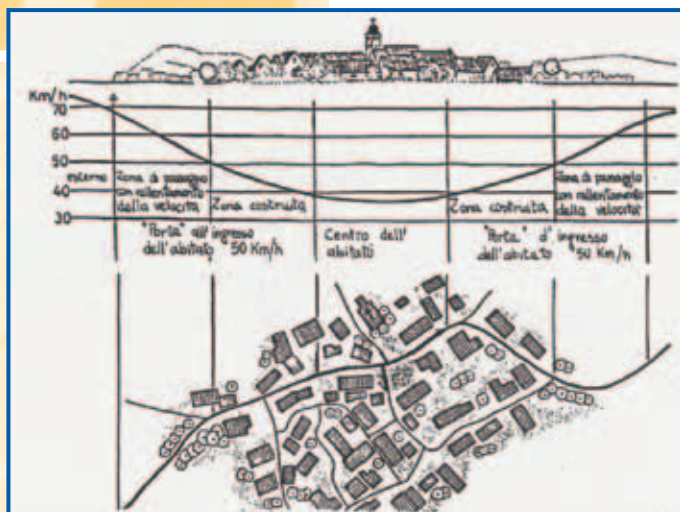 Km/h
70
60
50
40
30
esterno
Zona di passaggio
con rallentamento
della velocità
Zona costruita
"Porta" all'ingresso
dell'abitato "50 Km/h
Centro dell'
abitato
Zona costruita
Zona di passaggio
con rallentamento
della velocità
"Porta" d'ingresso
dell'abitato "50 Km/h